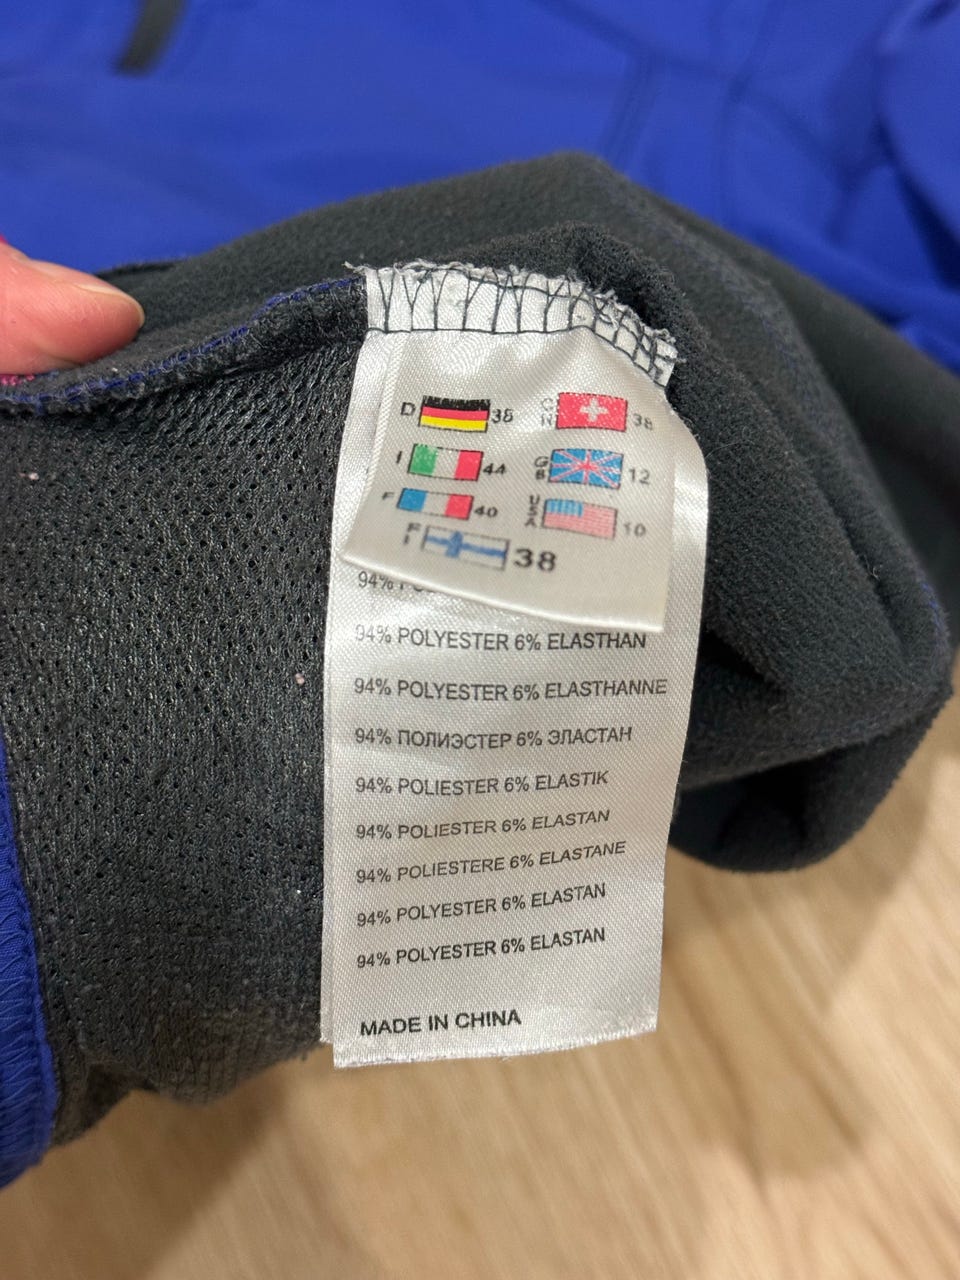 D 38 CH 38
I 44 GB 12
F 40 USA 10
FI 38
94%
94% POLYESTER 6% ELASTHAN
94% POLYESTER 6% ELASTHANNE
94% ПОЛИЭСТЕР 6% ЭЛАСТАН
94% POLIESTER 6% ELASTIK
94% POLIESTER 6% ELASTAN
94% POLIESTERE 6% ELASTANE
94% POLYESTER 6% ELASTAN
94% POLYESTER 6% ELASTAN
MADE IN CHINA